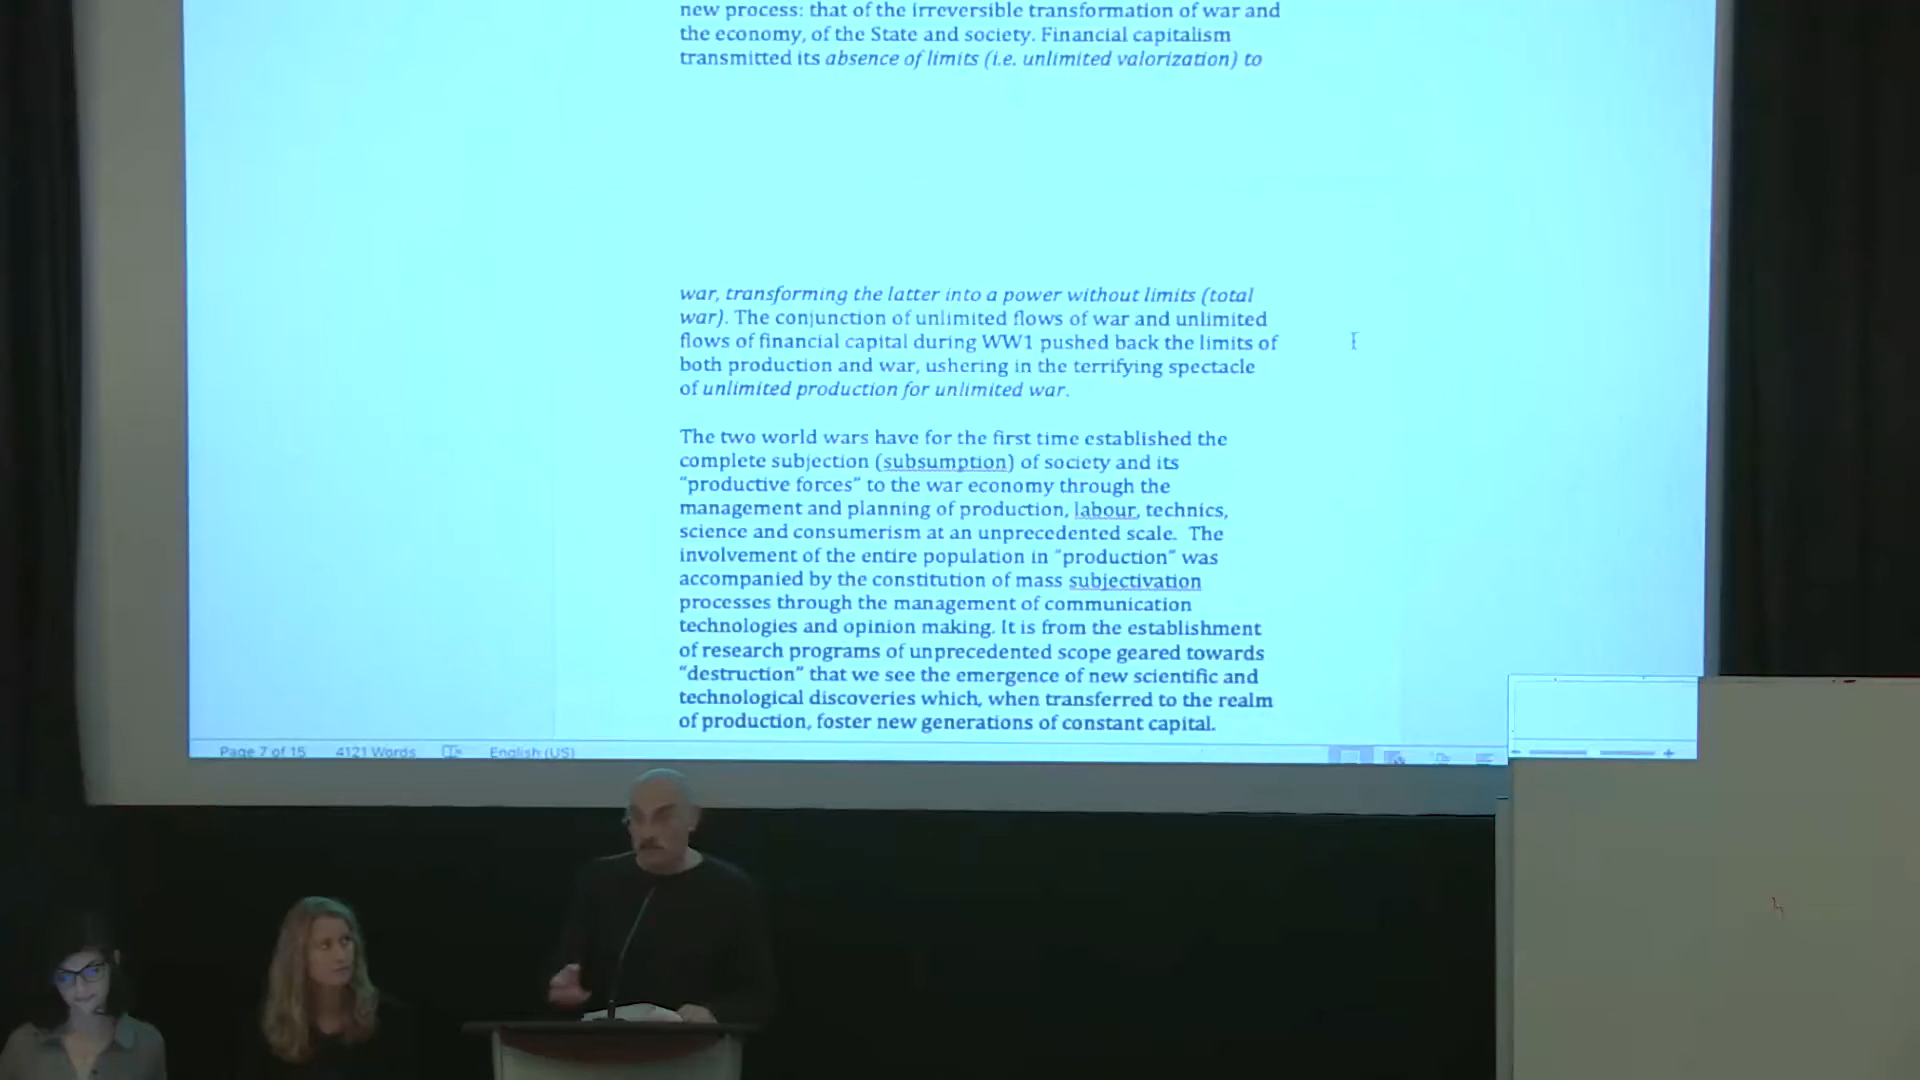 new process: that of the irreversible transformation of war and
the economy, of the State and society. Financial capitalism
transmitted its absence of limits (i.e. unlimited valorization) to
war, transforming the latter into a power without limits (total
war). The conjunction of unlimited flows of war and unlimited
flows of financial capital during WW1 pushed back the limits of
both production and war, ushering in the terrifying spectacle
of unlimited production for unlimited war.
The two world wars have for the first time established the
complete subjection (subsumption) of society and its
“productive forces” to the war economy through the
management and planning of production, labour, technics,
science and consumerism at an unprecedented scale. The
involvement of the entire population in “production” was
accompanied by the constitution of mass subjectivation
processes through the management of communication
technologies and opinion making. It is from the establishment
of research programs of unprecedented scope geared towards
“destruction” that we see the emergence of new scientific and
technological discoveries which, when transferred to the realm
of production, foster new generations of constant capital.
Page 7 of 15 4121 Words English (US)